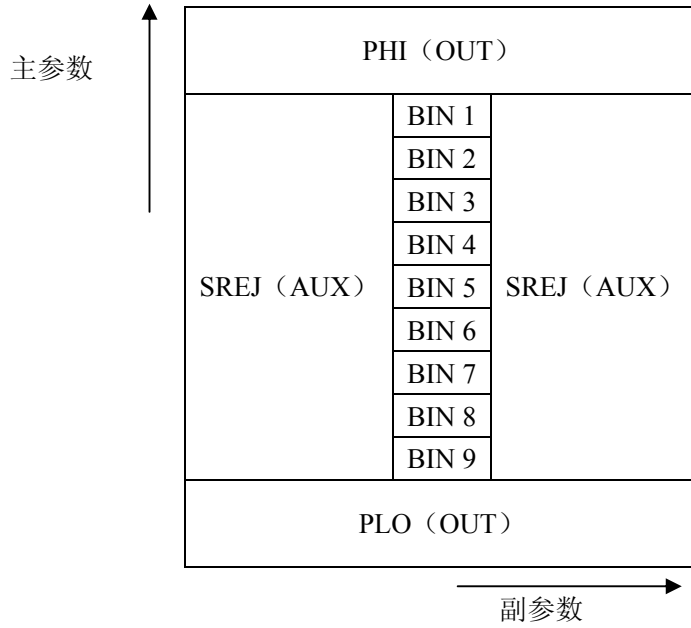 主参数
PHI（OUT）
BIN 1
BIN 2
BIN 3
BIN 4
SREJ（AUX）
BIN 5
SREJ（AUX）
BIN 6
BIN 7
BIN 8
BIN 9
PLO（OUT）
副参数